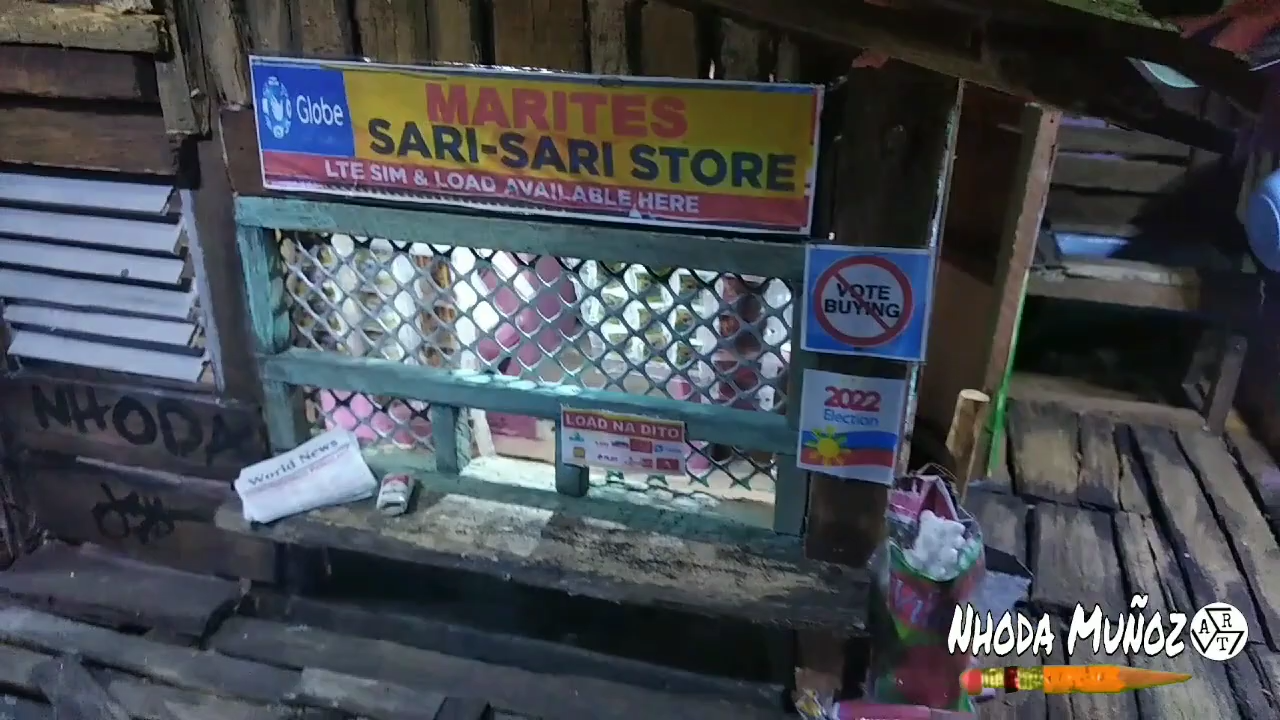 Globe
MARITES
SARI-SARI STORE
LTE SIM & LOAD AVAILABLE HERE
VOTE
BUYING
2022
Election
LOAD NA DITO
World News
NHODA
NHODA MUÑOZ
ART